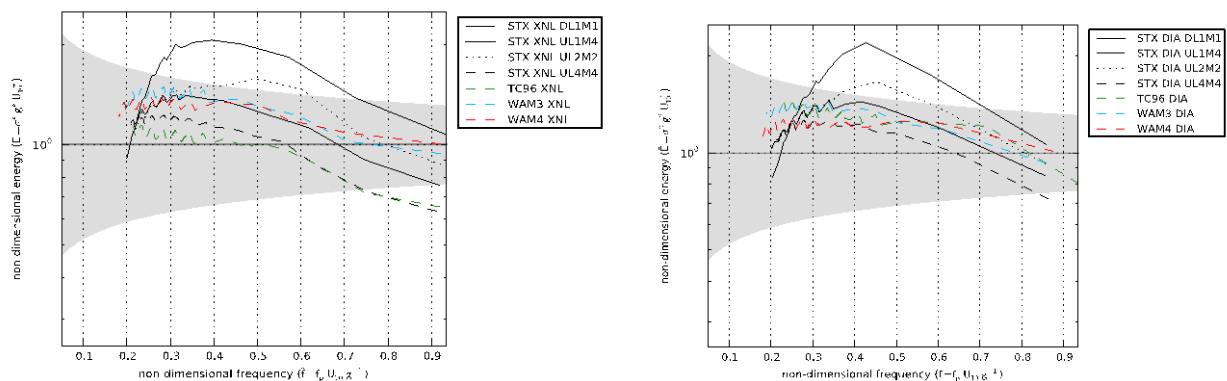 STX XNL DL1M1
STX XNL UL1M4
STX XNL UL2M2
STX XNL UL4M4
TC96 XNL
WAM3 XNL
WAM4 XNL
10⁰
non dimensional energy
0.1 0.2 0.3 0.4 0.5 0.6 0.7 0.8 0.9
non dimensional frequency
STX DIA DL1M1
STX DIA UL1M4
STX DIA UL2M2
STX DIA UL4M4
TC96 DIA
WAM3 DIA
WAM4 DIA
non-dimensional energy
0.1 0.2 0.3 0.4 0.5 0.6 0.7 0.8 0.9
non-dimensional frequency